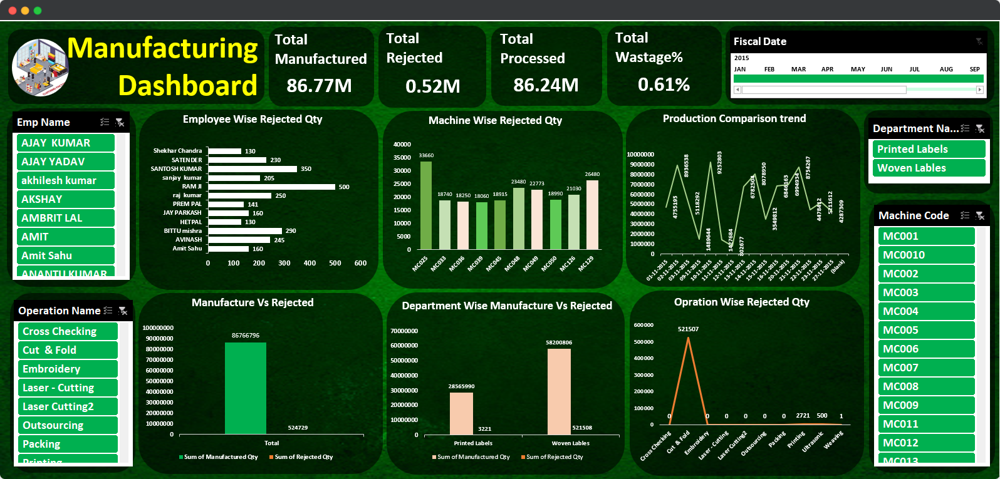 Manufacturing
Dashboard
Total
Manufactured
86.77M
Total
Rejected
0.52M
Total
Processed
86.24M
Total
Wastage%
0.61%
Fiscal Date
2015
JAN FEB MAR APR MAY JUN JUL AUG SEP
Emp Name
AJAY  KUMAR
AJAY YADAV
akhilesh kumar
AKSHAY
AMBRIT LAL
AMIT
Amit Sahu
ANANTU KUMAR
Employee Wise Rejected Qty
Shekhar Chandra 130
SATENDER 230
SANTOSH KUMAR 350
sanjay  kumar 205
RAM JI 500
raj  kumar 250
PREM PAL 141
JAY PARKASH 160
HETPAL 130
BITTU mishra 290
AVINASH 245
Amit Sahu 160
0 100 200 300 400 500 600
Machine Wise Rejected Qty
40000
35000
30000
25000
20000
15000
10000
5000
0
33660 18740 18250 18060 18915 23480 22773 18990 21030 26480
MC025 MC033 MC036 MC039 MC045 MC048 MC049 MC050 MC126 MC129
Production Comparison trend
10000000
9000000
8000000
7000000
6000000
5000000
4000000
3000000
2000000
1000000
0
4755195 8936538 5118292 1489644 9252803 1427684 802677 6782504 8078950 3549812 6846163 6994934 8754267 4478412 5211612 4287309
01-11-2015 02-11-2015 03-11-2015 09-11-2015 10-11-2015 11-11-2015 12-11-2015 13-11-2015 14-11-2015 15-11-2015 16-11-2015 20-11-2015 21-11-2015 22-11-2015 23-11-2015 27-11-2015 (blank)
Department Na...
Printed Labels
Woven Lables
Machine Code
MC001
MC0010
MC002
MC003
MC004
MC005
MC006
MC007
MC008
MC009
MC011
MC012
MC013
Operation Name
Cross Checking
Cut  & Fold
Embroidery
Laser - Cutting
Laser Cutting2
Outsourcing
Packing
Printing
Manufacture Vs Rejected
100000000
90000000
80000000
70000000
60000000
50000000
40000000
30000000
20000000
10000000
0
86766796
524729
Total
Sum of Manufactured Qty Sum of Rejected Qty
Department Wise Manufacture Vs Rejected
70000000
60000000
50000000
40000000
30000000
20000000
10000000
0
28565990 3221
58200806 521508
Printed Labels Woven Lables
Sum of Manufactured Qty Sum of Rejected Qty
Opration Wise Rejected Qty
600000
500000
400000
300000
200000
100000
0
0 521507 0 0 0 0 0 2721 500 1
Cross Checking Cut  & Fold Embroidery Laser - Cutting Laser Cutting2 Outsourcing Packing Printing Ultrasonic Weaving